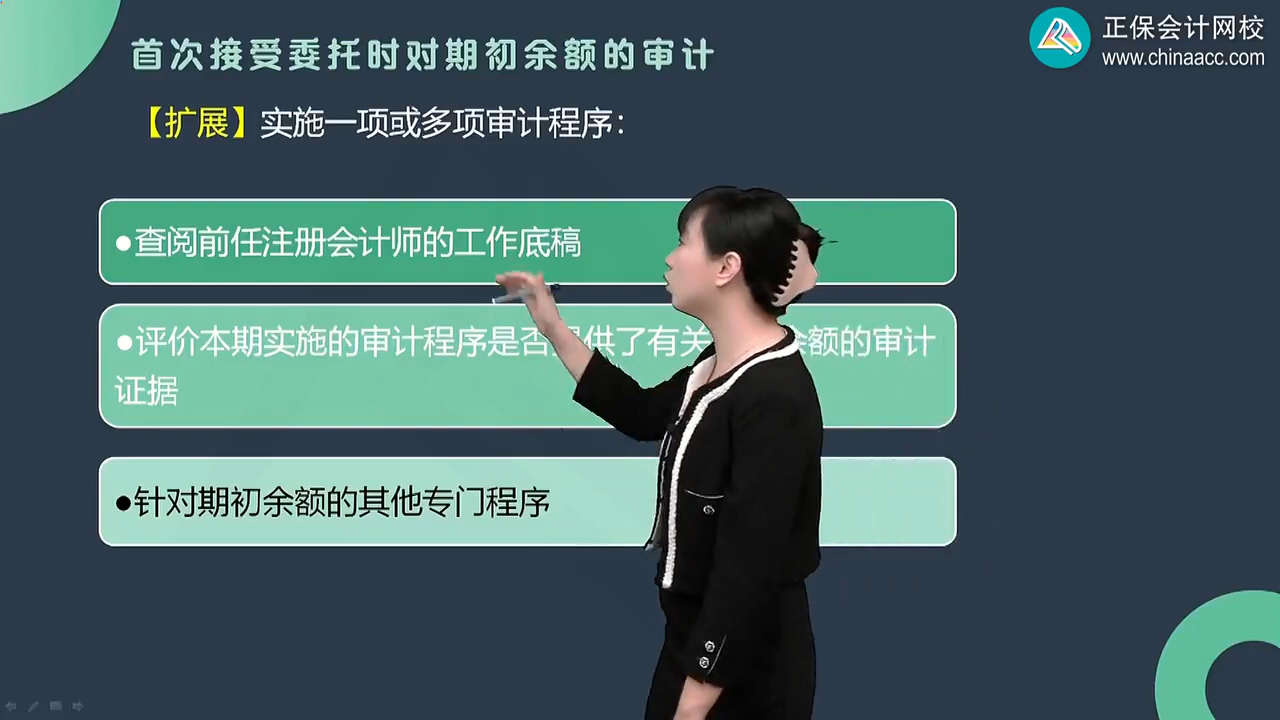 首次接受委托时对期初余额的审计
正保会计网校
www.chinaacc.com
【扩展】实施一项或多项审计程序：
●查阅前任注册会计师的工作底稿
●评价本期实施的审计程序是否 供了有关 余额的审计
证据
●针对期初余额的其他专门程序